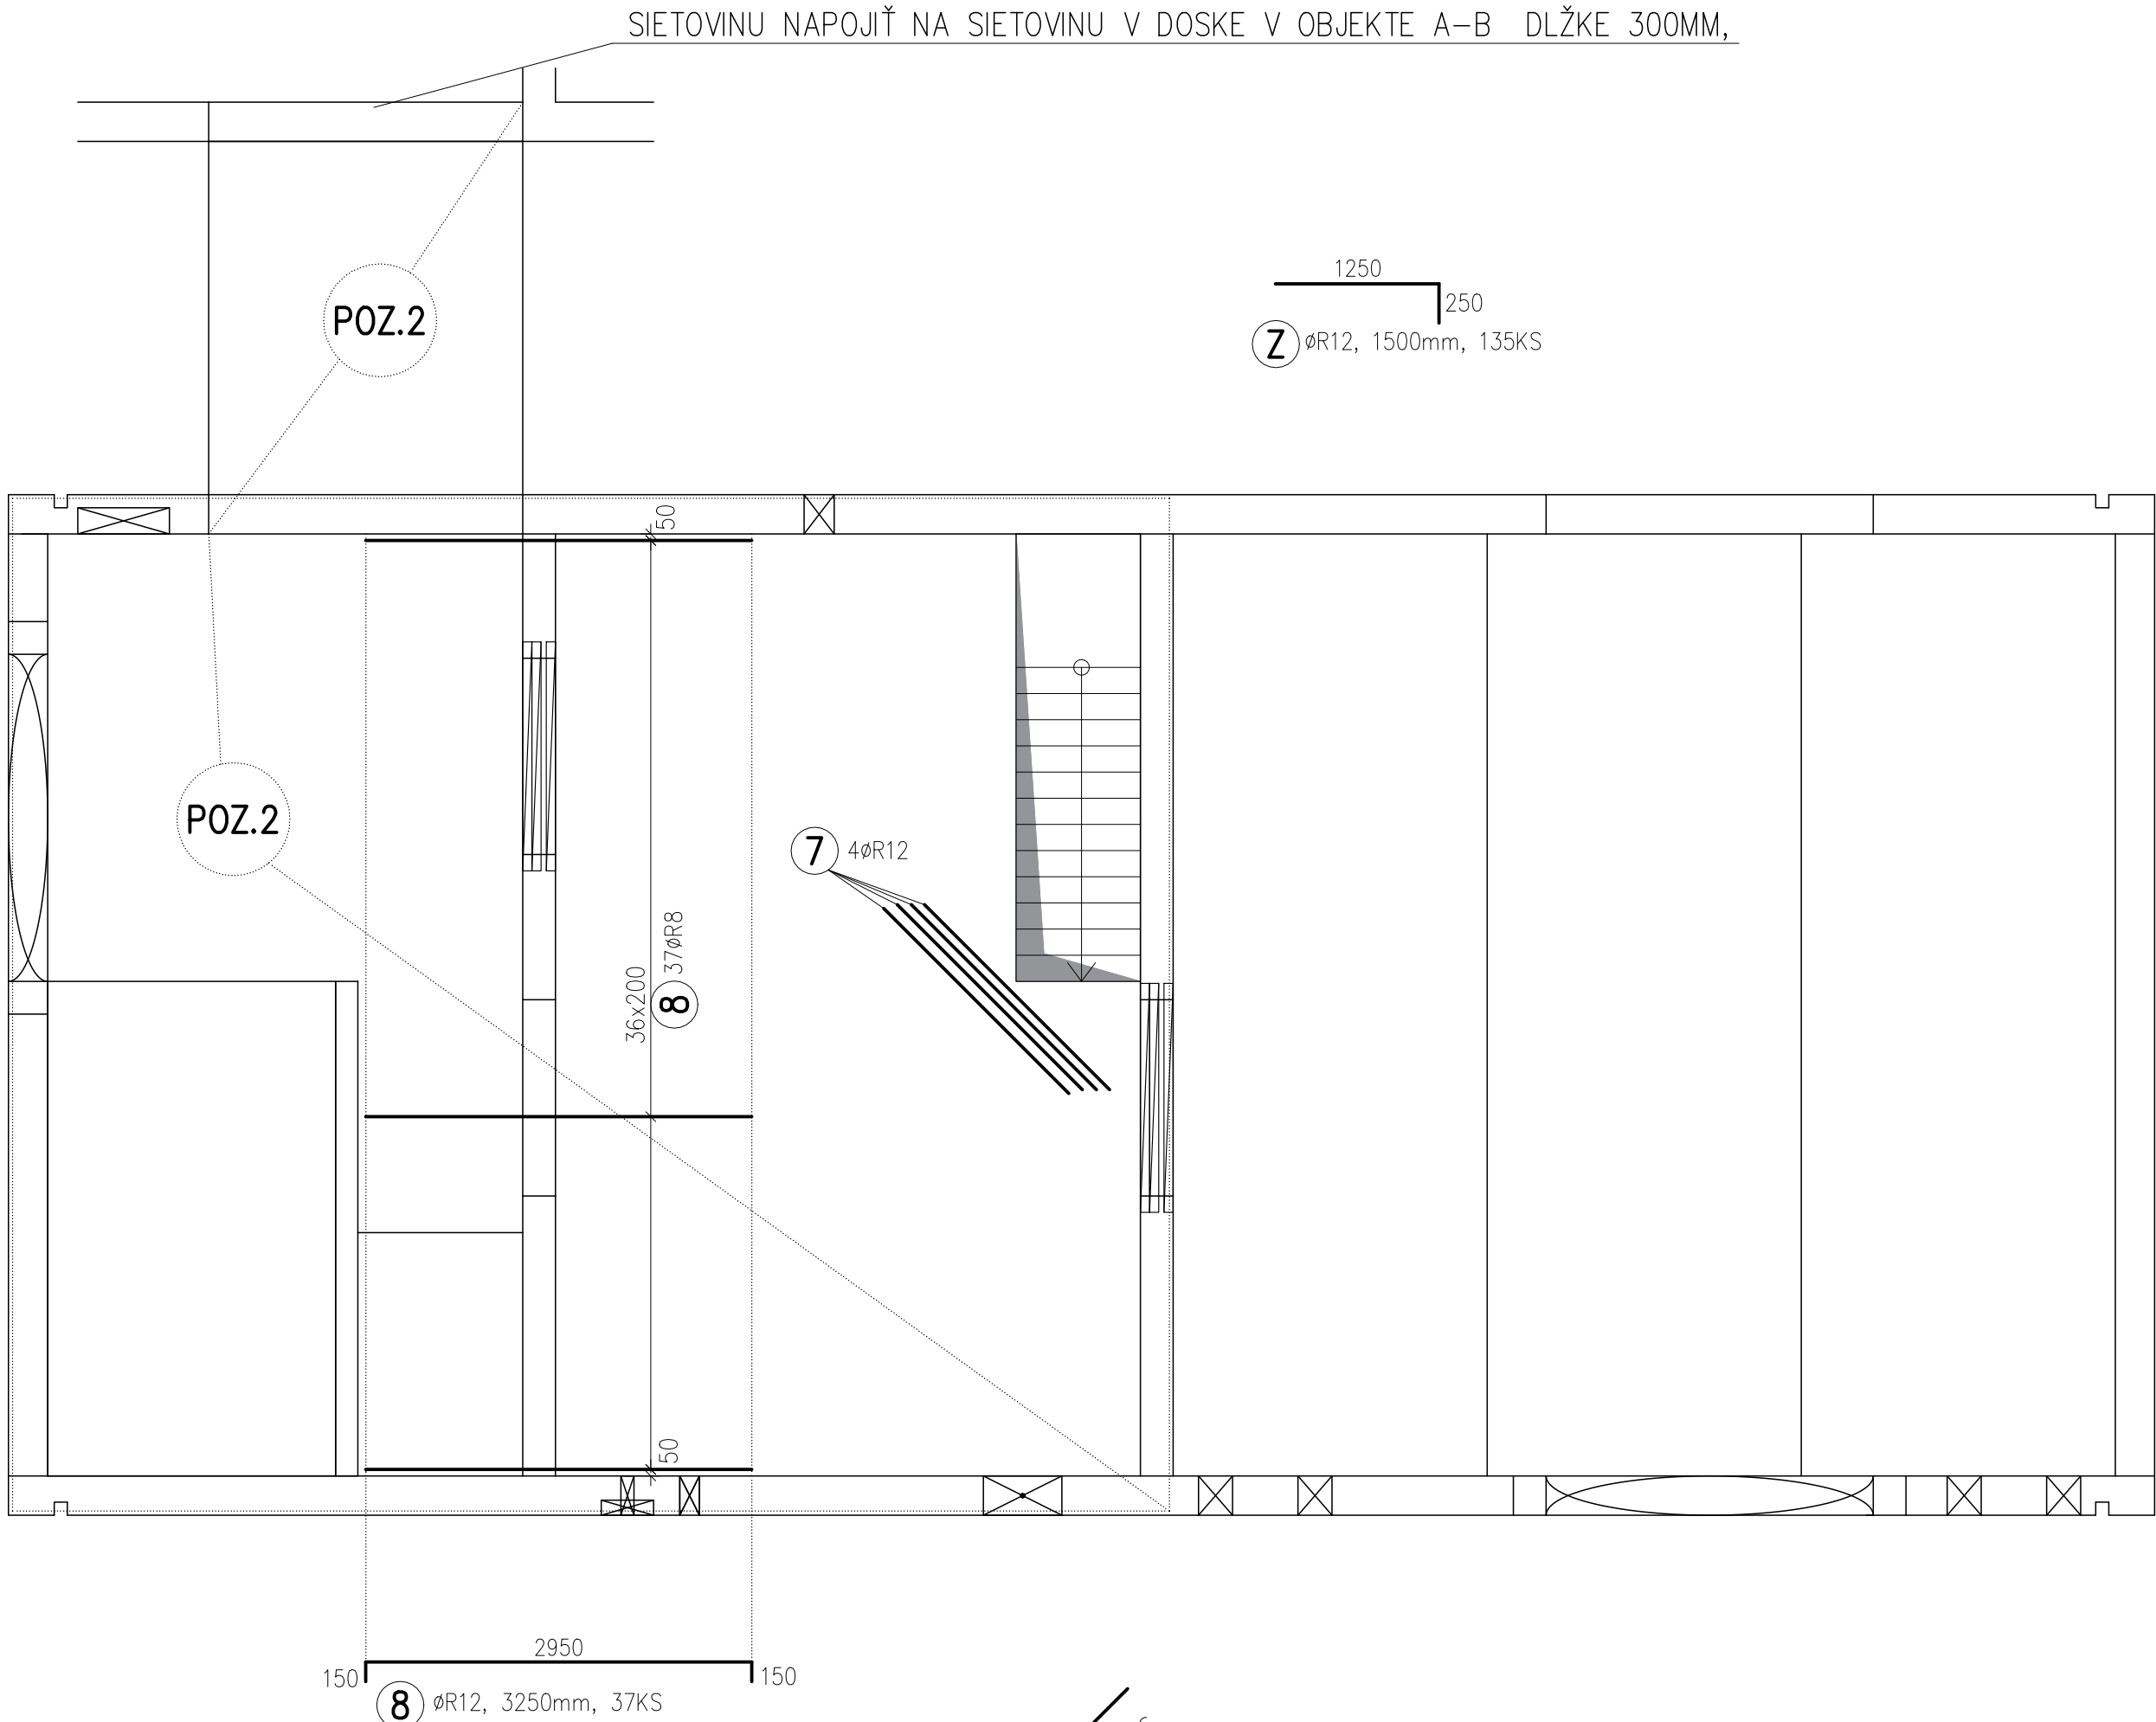 SIETOVINU NAPOJIŤ NA SIETOVINU V DOSKE V OBJEKTE A-B DLŽKE 300MM,
1250
250
POZ.2
Z øR12, 1500mm, 135KS
50
POZ.2
7 4øR12
36x200
8 37øR8
50
2950
150
150
8 øR12, 3250mm, 37KS